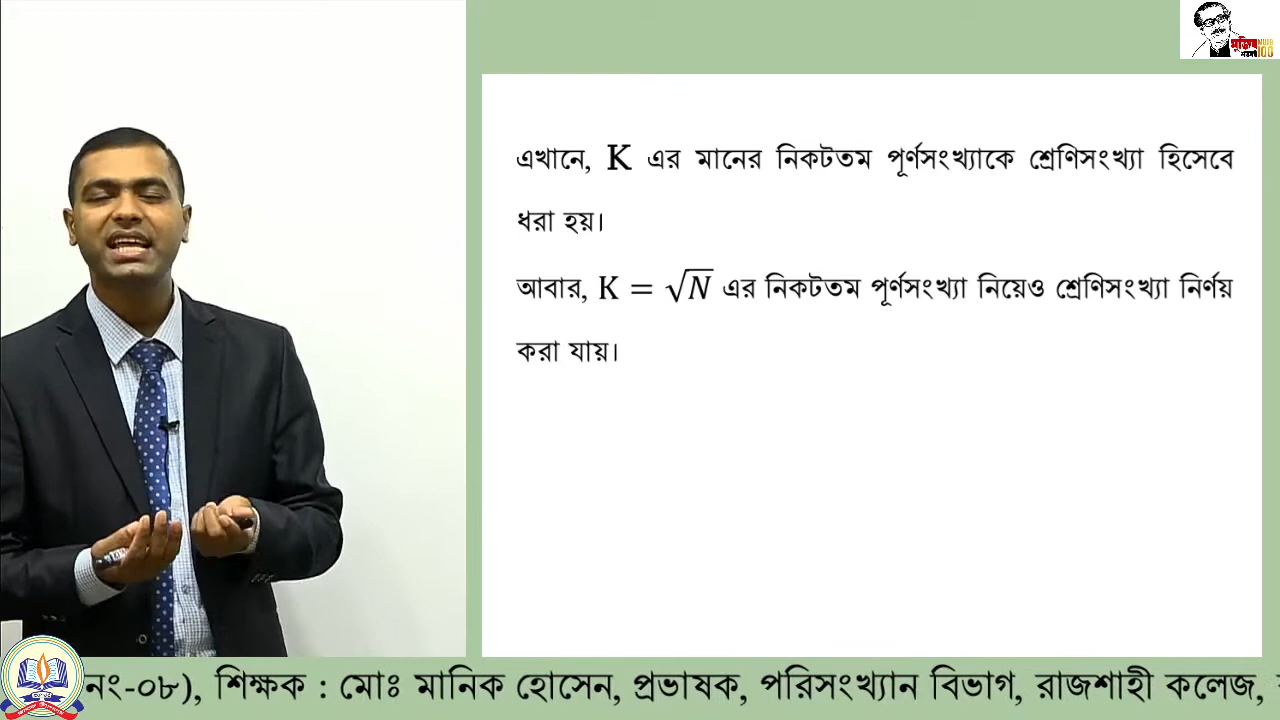 এখানে, K এর মানের নিকটতম পূর্ণসংখ্যাকে শ্রেণিসংখ্যা হিসেবে
ধরা হয়।
আবার, K = √N এর নিকটতম পূর্ণসংখ্যা নিয়েও শ্রেণিসংখ্যা নির্ণয়
করা যায়।
নং-০৮), শিক্ষক : মোঃ মানিক হোসেন, প্রভাষক, পরিসংখ্যান বিভাগ, রাজশাহী কলেজ,
মুজিব
100